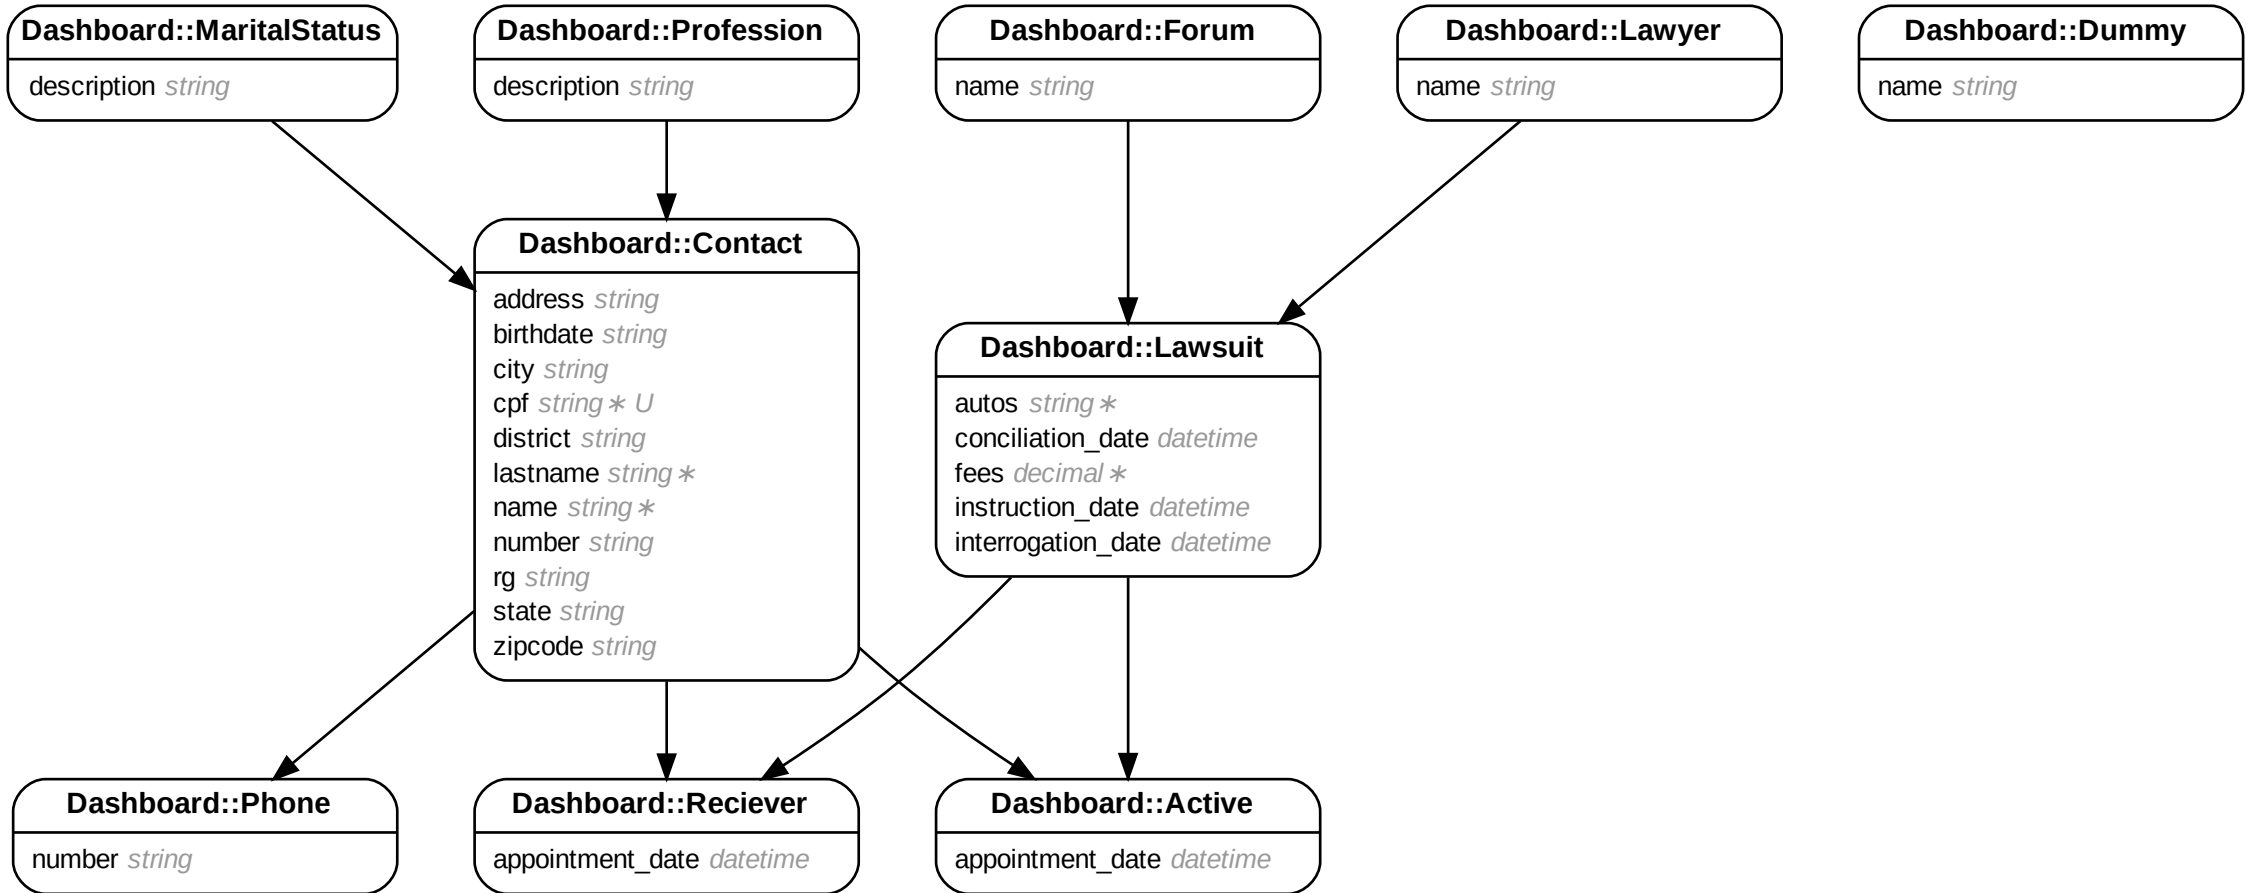 Dashboard::MaritalStatus
description string
Dashboard::Profession
description string
Dashboard::Forum
name string
Dashboard::Lawyer
name string
Dashboard::Dummy
name string
Dashboard::Contact
address string
birthdate string
city string
cpf string∗ U
district string
lastname string∗
name string∗
number string
rg string
state string
zipcode string
Dashboard::Lawsuit
autos string∗
conciliation_date datetime
fees decimal∗
instruction_date datetime
interrogation_date datetime
Dashboard::Phone
number string
Dashboard::Reciever
appointment_date datetime
Dashboard::Active
appointment_date datetime